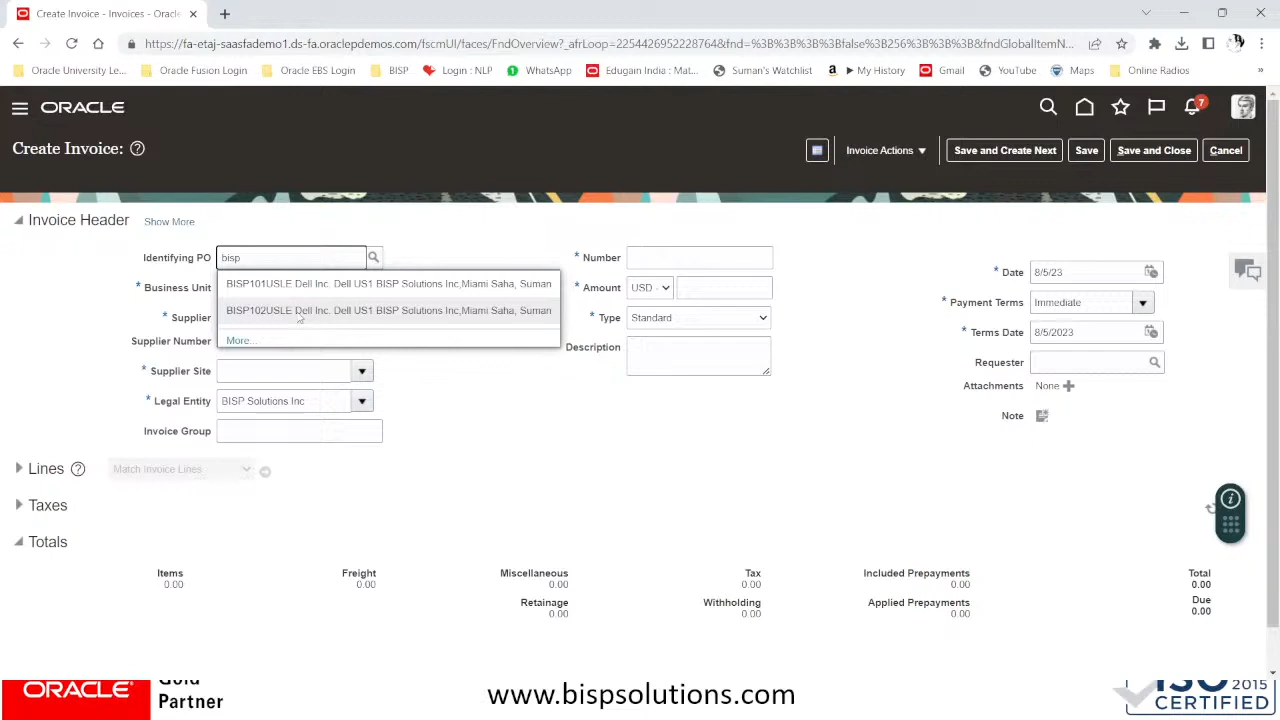 Create Invoice - Invoices - Oracle
https://fa-etaj-saasfademo1.ds-fa.oraclepdemos.com/fscmUI/faces/FndOverview?_afrLoop=2254426952228764&fnd=%3B%3B%3B%3Bfalse%3B256%3B%3B%3B&fndGlobalItemN...
Oracle University Le... Oracle Fusion Login Oracle EBS Login BISP Login : NLP WhatsApp Edugain India : Mat... Suman's Watchlist ▶ My History Gmail YouTube Maps Online Radios »
ORACLE 7
Create Invoice: ? Invoice Actions ▼ Save and Create Next Save Save and Close Cancel
Invoice Header Show More
Identifying PO bisp
* Number
* Date 8/5/23
Business Unit
* Amount USD -
BISP101USLE Dell Inc. Dell US1 BISP Solutions Inc,Miami Saha, Suman
* Payment Terms Immediate
* Supplier
BISP102USLE Dell Inc. Dell US1 BISP Solutions Inc,Miami Saha, Suman
* Type Standard
* Terms Date 8/5/2023
Supplier Number
More...
Description
Requester
* Supplier Site
Attachments None
* Legal Entity BISP Solutions Inc
Note
Invoice Group
Lines ? Match Invoice Lines
Taxes
Totals
Items Freight Miscellaneous Tax Included Prepayments Total
0.00 0.00 0.00 0.00 0.00 0.00
Retainage Withholding Applied Prepayments Due
0.00 0.00 0.00 0.00
ORACLE Gold Partner
www.bispsolutions.com
ISO 2015 CERTIFIED